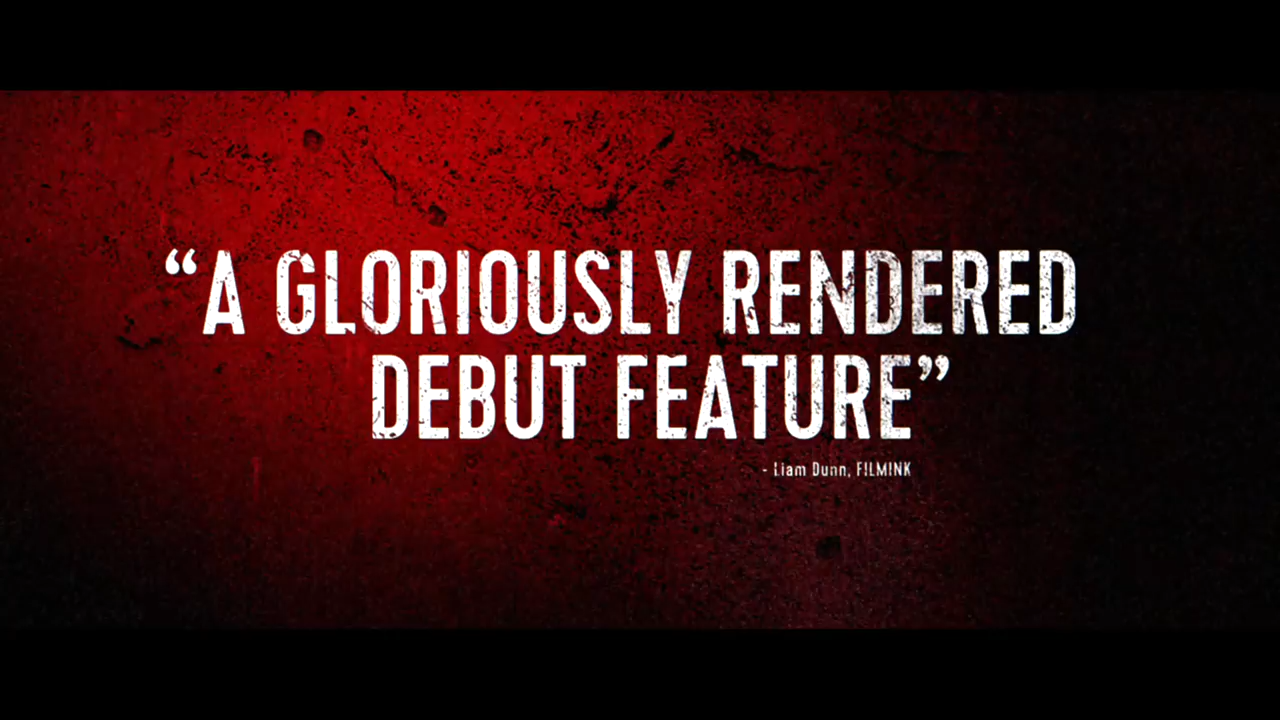 “A GLORIOUSLY RENDERED
DEBUT FEATURE”
- Liam Dunn, FILMINK